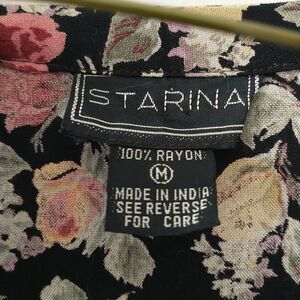 STARINA
100% RAYON
M
MADE IN INDIA
SEE REVERSE
FOR CARE